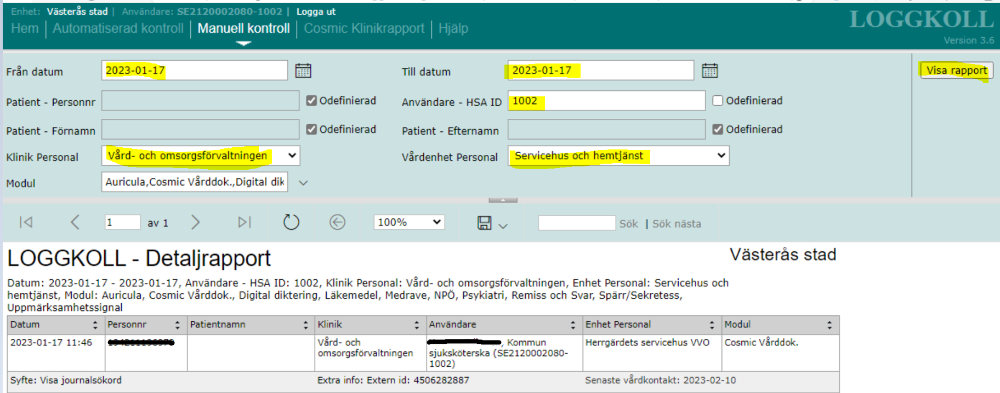 Enhet: Västerås stad | Användare: SE2120002080-1002 | Logga ut
LOGGKOLL
Hem | Automatiserad kontroll | Manuell kontroll | Cosmic Klinikrapport | Hjälp
Version 3.6
Från datum 2023-01-17 Till datum 2023-01-17 Visa rapport
Patient - Personnr Odefinierad Användare - HSA ID 1002 Odefinierad
Patient - Förnamn Odefinierad Patient - Efternamn Odefinierad
Klinik Personal Vård- och omsorgsförvaltningen Vårdenhet Personal Servicehus och hemtjänst
Modul Auricula,Cosmic Vårddok.,Digital dik
1 av 1 100% Sök | Sök nästa
LOGGKOLL - Detaljrapport Västerås stad
Datum: 2023-01-17 - 2023-01-17, Användare - HSA ID: 1002, Klinik Personal: Vård- och omsorgsförvaltningen, Enhet Personal: Servicehus och
hemtjänst, Modul: Auricula, Cosmic Vårddok., Digital diktering, Läkemedel, Medrave, NPÖ, Psykiatri, Remiss och Svar, Spärr/Sekretess,
Uppmärksamhetssignal
Datum Personnr Patientnamn Klinik Användare Enhet Personal Modul
2023-01-17 11:46 Vård- och , Kommun Herrgärdets servicehus VVO Cosmic Vårddok.
omsorgsförvaltningen sjuksköterska (SE2120002080-
1002)
Syfte: Visa journalsökord Extra info: Extern id: 4506282887 Senaste vårdkontakt: 2023-02-10